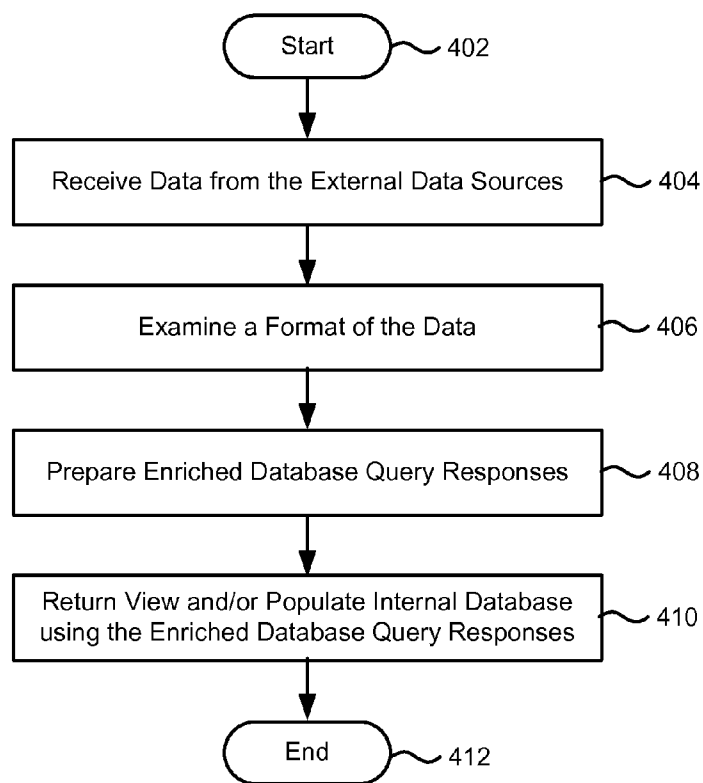 Start
402
Receive Data from the External Data Sources
404
Examine a Format of the Data
406
Prepare Enriched Database Query Responses
408
Return View and/or Populate Internal Database
using the Enriched Database Query Responses
410
End
412